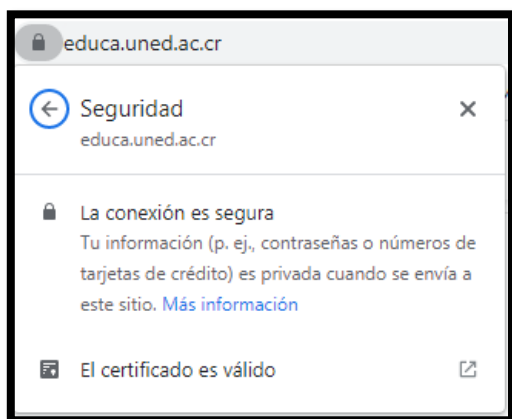 educa.uned.ac.cr
Seguridad
educa.uned.ac.cr
La conexión es segura
Tu información (p. ej., contraseñas o números de
tarjetas de crédito) es privada cuando se envía a
este sitio. Más información
El certificado es válido